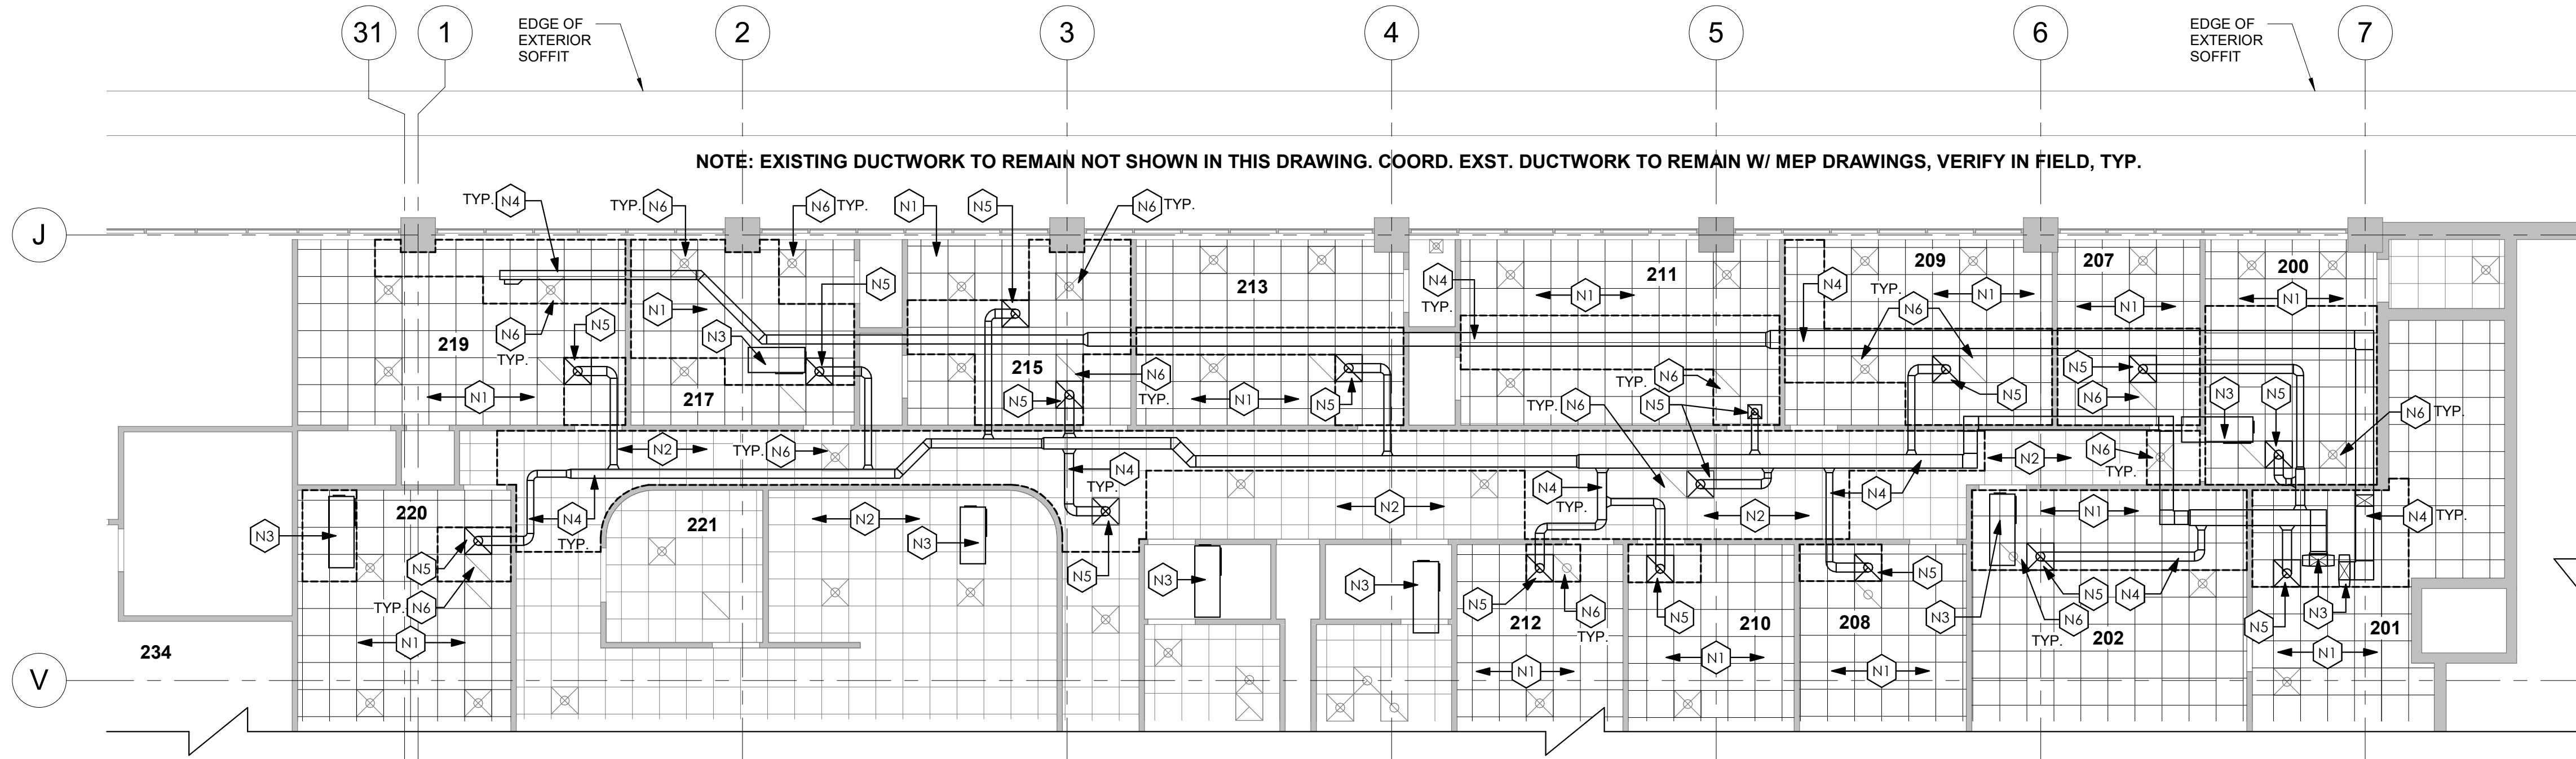 31
1
EDGE OF
EXTERIOR
SOFFIT
2
3
4
5
6
EDGE OF
EXTERIOR
SOFFIT
7
NOTE: EXISTING DUCTWORK TO REMAIN NOT SHOWN IN THIS DRAWING. COORD. EXST. DUCTWORK TO REMAIN W/ MEP DRAWINGS, VERIFY IN FIELD, TYP.
TYP. N4
TYP. N6
N6 TYP.
N1
N5
N6 TYP.
J
N5
N4
TYP.
213
211
N1
N4
209
TYP.
N6
N1
207
N1
200
N1
N1
N3
N6
TYP.
N5
219
N1
217
215
N5
N6
TYP.
N1
N5
N6
TYP.
TYP. N6
N5
N5
N5
N6
N3
N5
N6 TYP.
N2
TYP. N6
N4
TYP.
N4
TYP.
N2
N2
N4
N2
N6
TYP.
N4 TYP.
220
N3
N4
TYP.
221
N2
N3
N5
N1
N5
TYP. N6
N1
N5
N3
N3
N5
212
N6
TYP.
N1
N5
210
N1
N5
208
N1
N3
N5
N4
N6
TYP.
202
N5
N3
201
N1
234
V